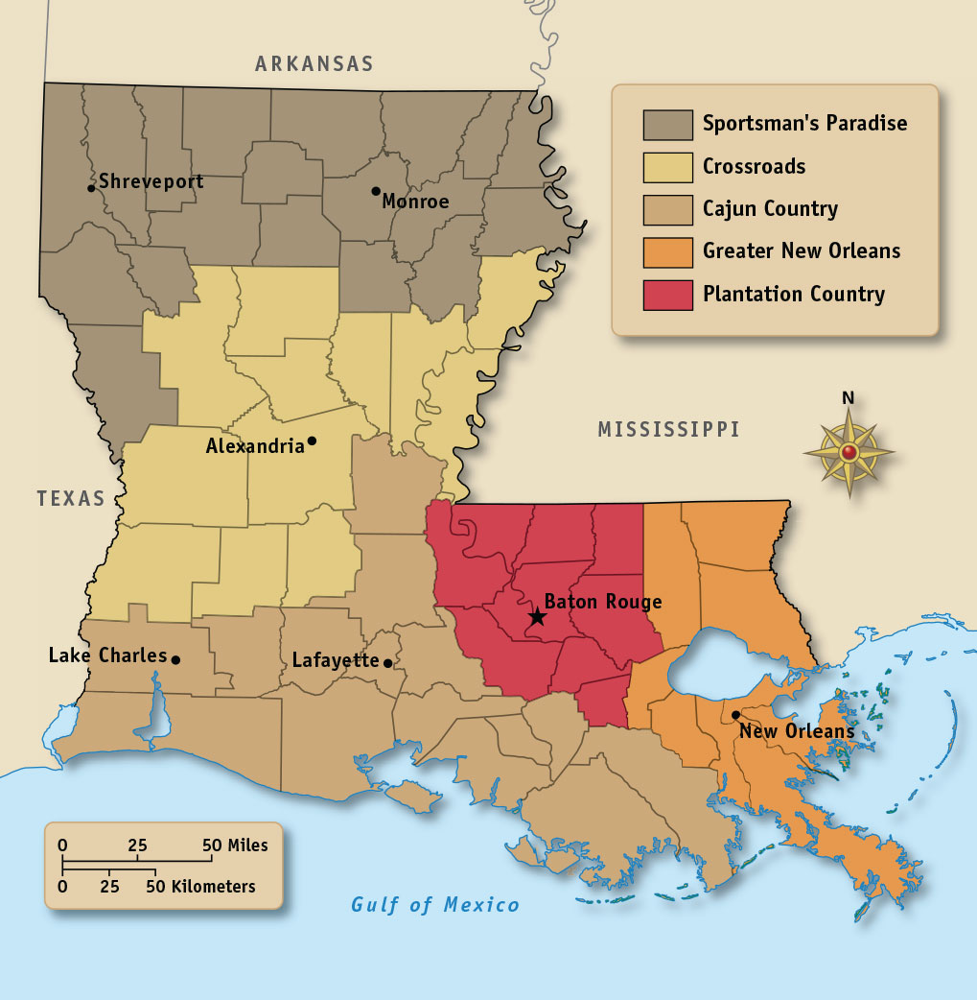 ARKANSAS
Sportsman's Paradise
Crossroads
Cajun Country
Greater New Orleans
Plantation Country
Shreveport
Monroe
N
MISSISSIPPI
Alexandria
TEXAS
Baton Rouge
Lake Charles
Lafayette
New Orleans
0 25 50 Miles
0 25 50 Kilometers
Gulf of Mexico